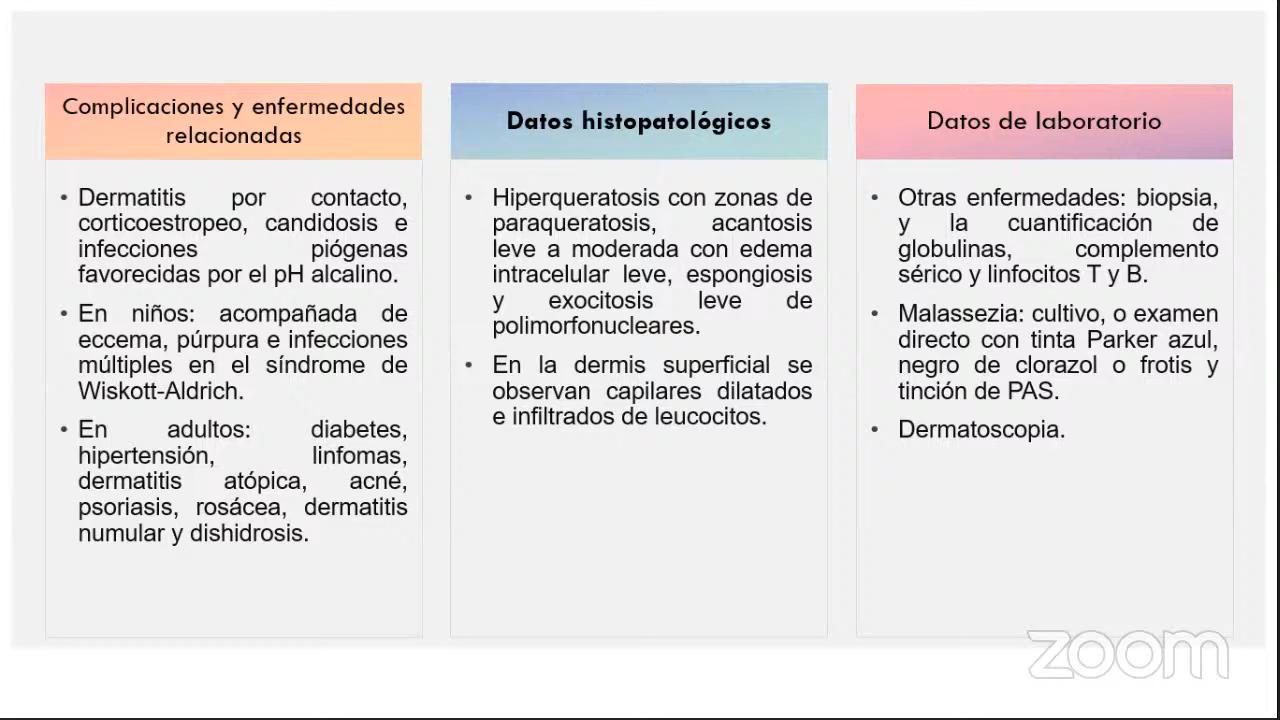 Complicaciones y enfermedades
relacionadas
• Dermatitis por contacto,
corticoestropeo, candidosis e
infecciones piógenas
favorecidas por el pH alcalino.
• En niños: acompañada de
eccema, púrpura e infecciones
múltiples en el síndrome de
Wiskott-Aldrich.
• En adultos: diabetes,
hipertensión, linfomas,
dermatitis atópica, acné,
psoriasis, rosácea, dermatitis
numular y dishidrosis.
Datos histopatológicos
• Hiperqueratosis con zonas de
paraqueratosis, acantosis
leve a moderada con edema
intracelular leve, espongiosis
y exocitosis leve de
polimorfonucleares.
• En la dermis superficial se
observan capilares dilatados
e infiltrados de leucocitos.
Datos de laboratorio
• Otras enfermedades: biopsia,
y la cuantificación de
globulinas, complemento
sérico y linfocitos T y B.
• Malassezia: cultivo, o examen
directo con tinta Parker azul,
negro de clorazol o frotis y
tinción de PAS.
• Dermatoscopia.
zoom